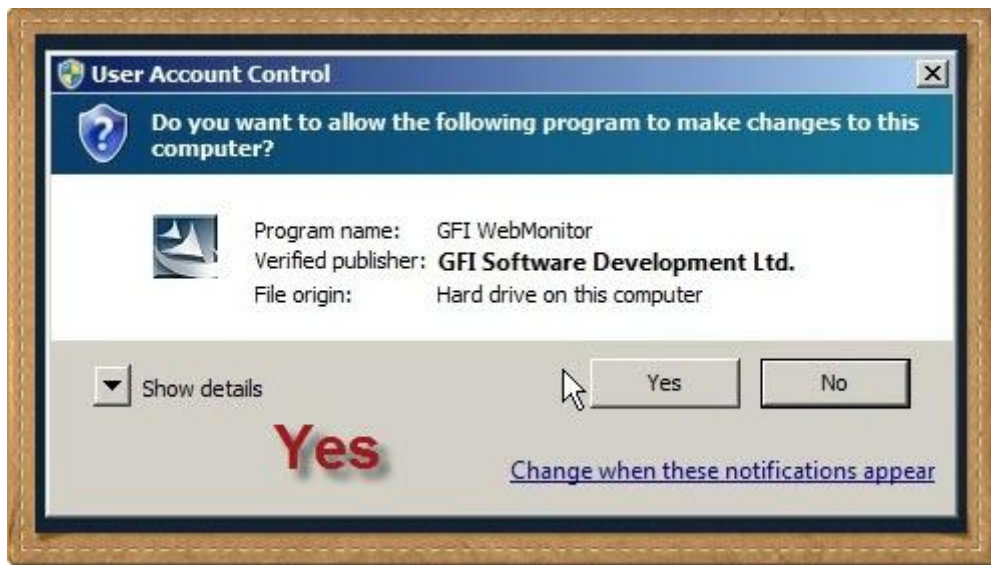 User Account Control
Do you want to allow the following program to make changes to this
computer?
Program name: GFI WebMonitor
Verified publisher: GFI Software Development Ltd.
File origin: Hard drive on this computer
Show details
Yes
No
Yes
Change when these notifications appear